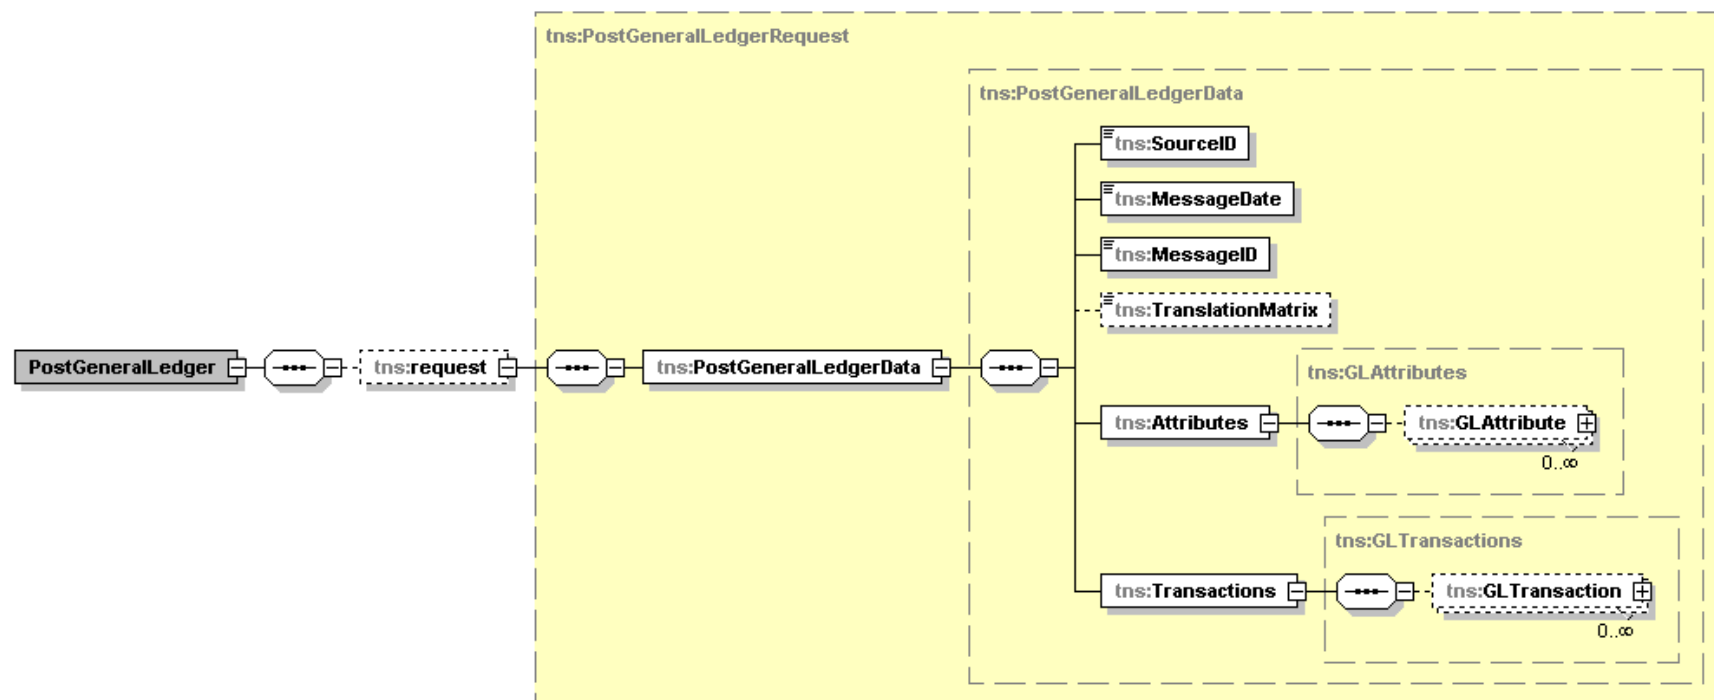 tns:PostGeneralLedgerRequest
tns:PostGeneralLedgerData
tns:SourceID
tns:MessageDate
tns:MessageID
tns:TranslationMatrix
PostGeneralLedger
tns:request
tns:PostGeneralLedgerData
tns:GLAttributes
tns:Attributes
tns:GLAttribute
0..∞
tns:GLTransactions
tns:Transactions
tns:GLTransaction
0..∞